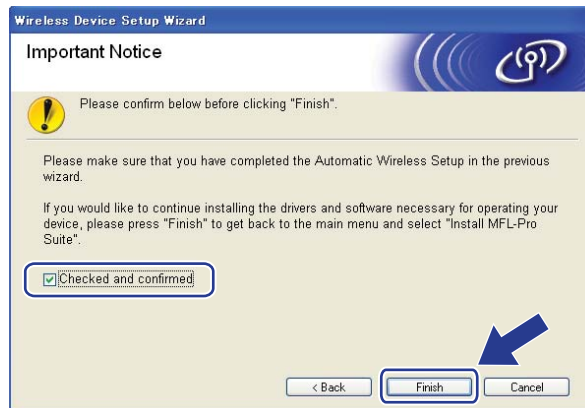 Wireless Device Setup Wizard
Important Notice
Please confirm below before clicking "Finish".
Please make sure that you have completed the Automatic Wireless Setup in the previous
wizard.
If you would like to continue installing the drivers and software necessary for operating your
device, please press "Finish" to get back to the main menu and select "Install MFL-Pro
Suite".
Checked and confirmed
< Back
Finish
Cancel